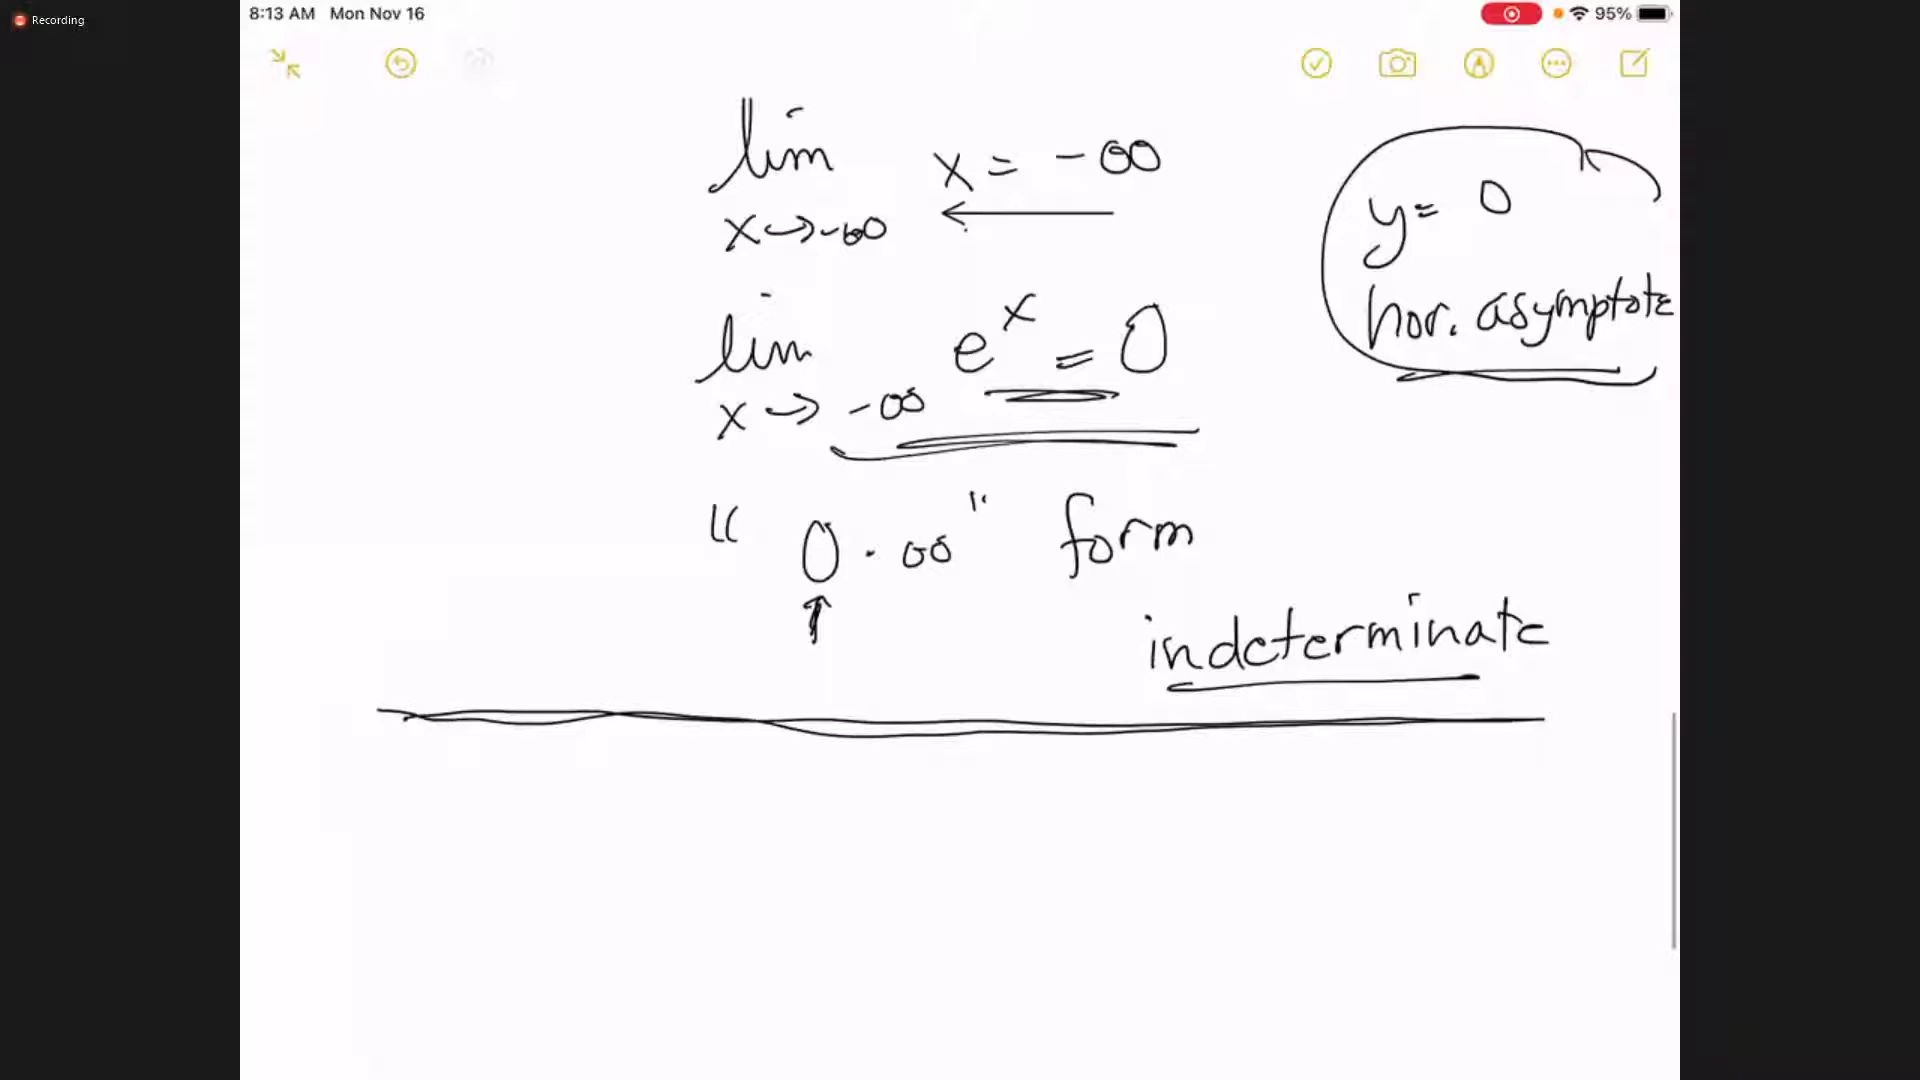 Recording
8:13 AM Mon Nov 16
95%
lim x = -∞
x→-∞
y = 0
hor. asymptote
lim e^x = 0
x → -∞
“ 0 · ∞ ” form
indeterminate